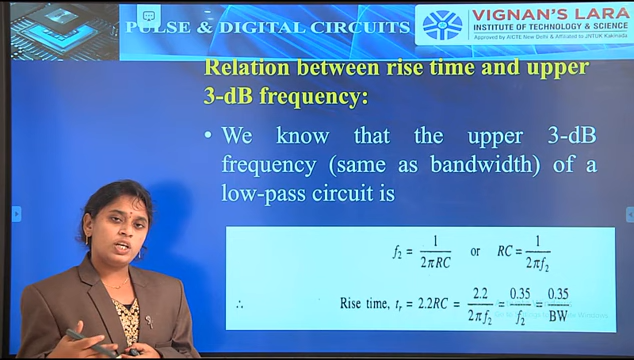 PULSE & DIGITAL CIRCUITS
VIGNAN'S LARA
INSTITUTE OF TECHNOLOGY & SCIENCE
Approved by AICTE New Delhi & Affiliated to JNTUK Kakinada
Relation between rise time and upper
3-dB frequency:
• We know that the upper 3-dB
frequency (same as bandwidth) of a
low-pass circuit is
f₂ = 1/2πRC or RC = 1/2πf₂
∴ Rise time, tᵣ = 2.2RC = 2.2/2πf₂ = 0.35/f₂ = 0.35/BW